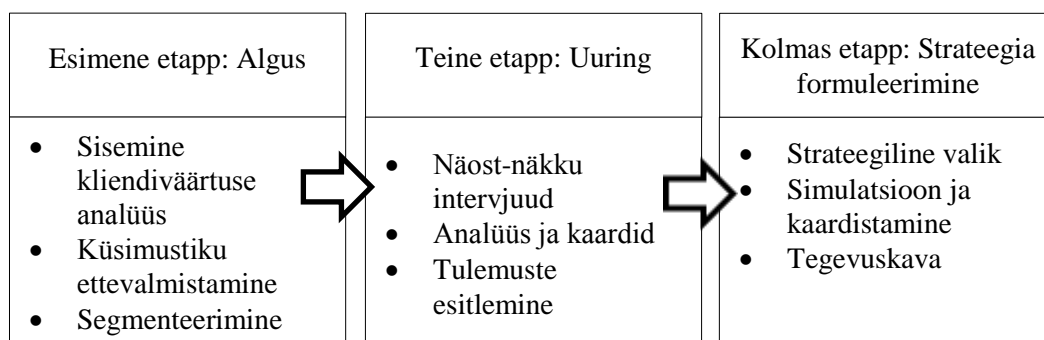 Esimene etapp: Algus
• Sisemine
kliendiväärtuse
analüüs
• Küsimustiku
ettevalmistamine
• Segmenteerimine
Teine etapp: Uuring
• Näost-näkku
intervjuud
• Analüüs ja kaardid
• Tulemuste
esitlemine
Kolmas etapp: Strateegia
formuleerimine
• Strateegiline valik
• Simulatsioon ja
kaardistamine
• Tegevuskava